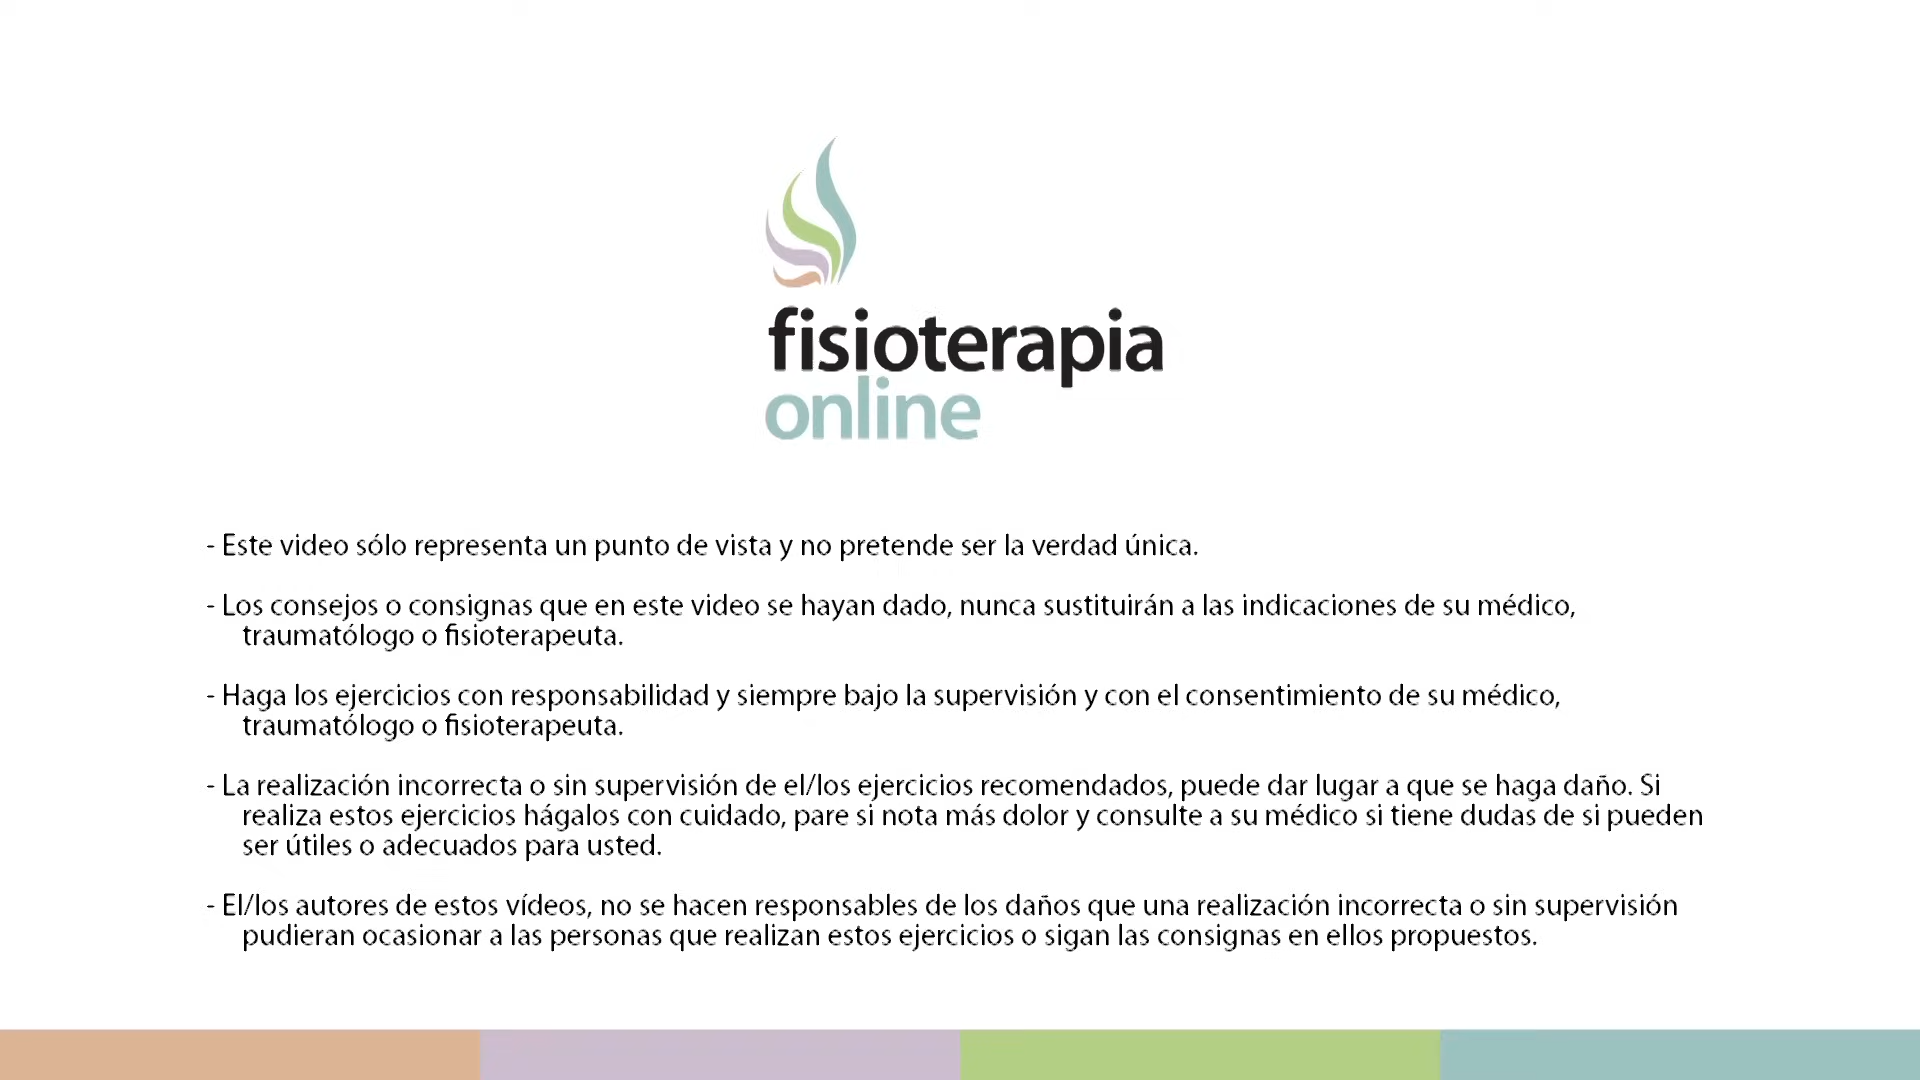 fisioterapia
online
- Este video sólo representa un punto de vista y no pretende ser la verdad única.
- Los consejos o consignas que en este video se hayan dado, nunca sustituirán a las indicaciones de su médico,
traumatólogo o fisioterapeuta.
- Haga los ejercicios con responsabilidad y siempre bajo la supervisión y con el consentimiento de su médico,
traumatólogo o fisioterapeuta.
- La realización incorrecta o sin supervisión de el/los ejercicios recomendados, puede dar lugar a que se haga daño. Si
realiza estos ejercicios hágalos con cuidado, pare si nota más dolor y consulte a su médico si tiene dudas de si pueden
ser útiles o adecuados para usted.
- El/los autores de estos vídeos, no se hacen responsables de los daños que una realización incorrecta o sin supervisión
pudieran ocasionar a las personas que realizan estos ejercicios o sigan las consignas en ellos propuestos.